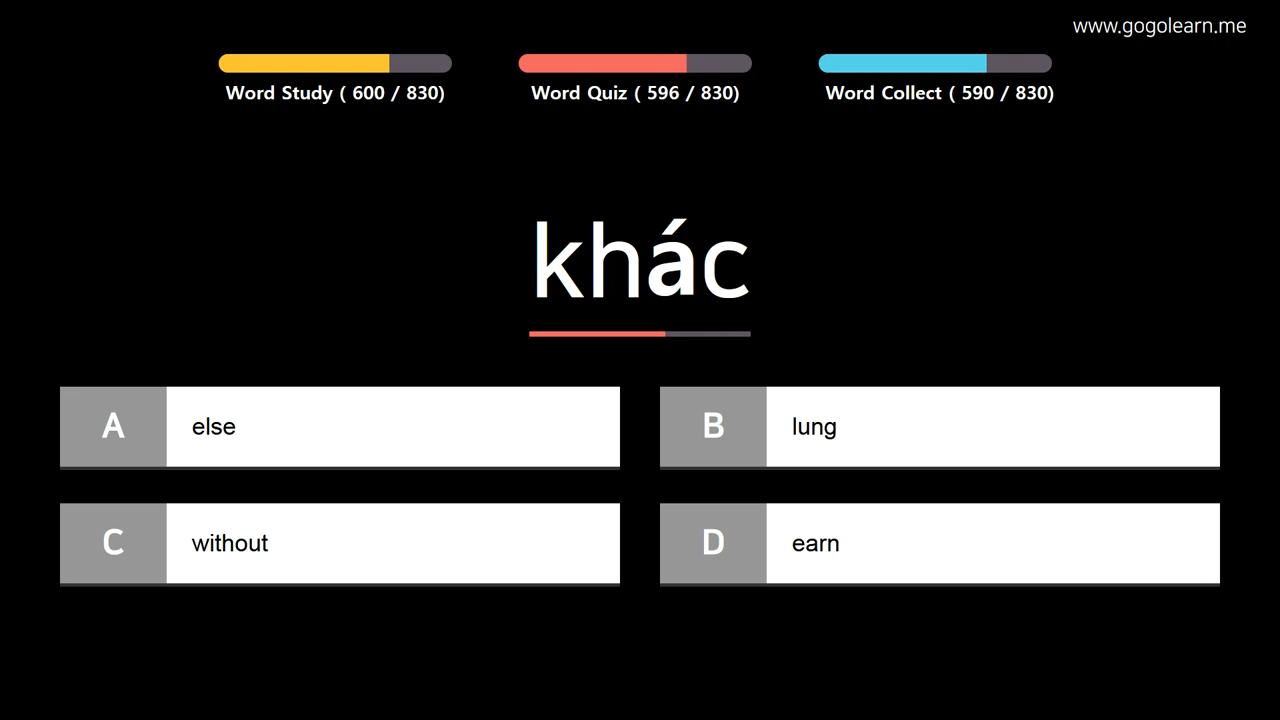 www.gogolearn.me
Word Study ( 600 / 830)
Word Quiz ( 596 / 830)
Word Collect ( 590 / 830)
khác
A else
B lung
C without
D earn